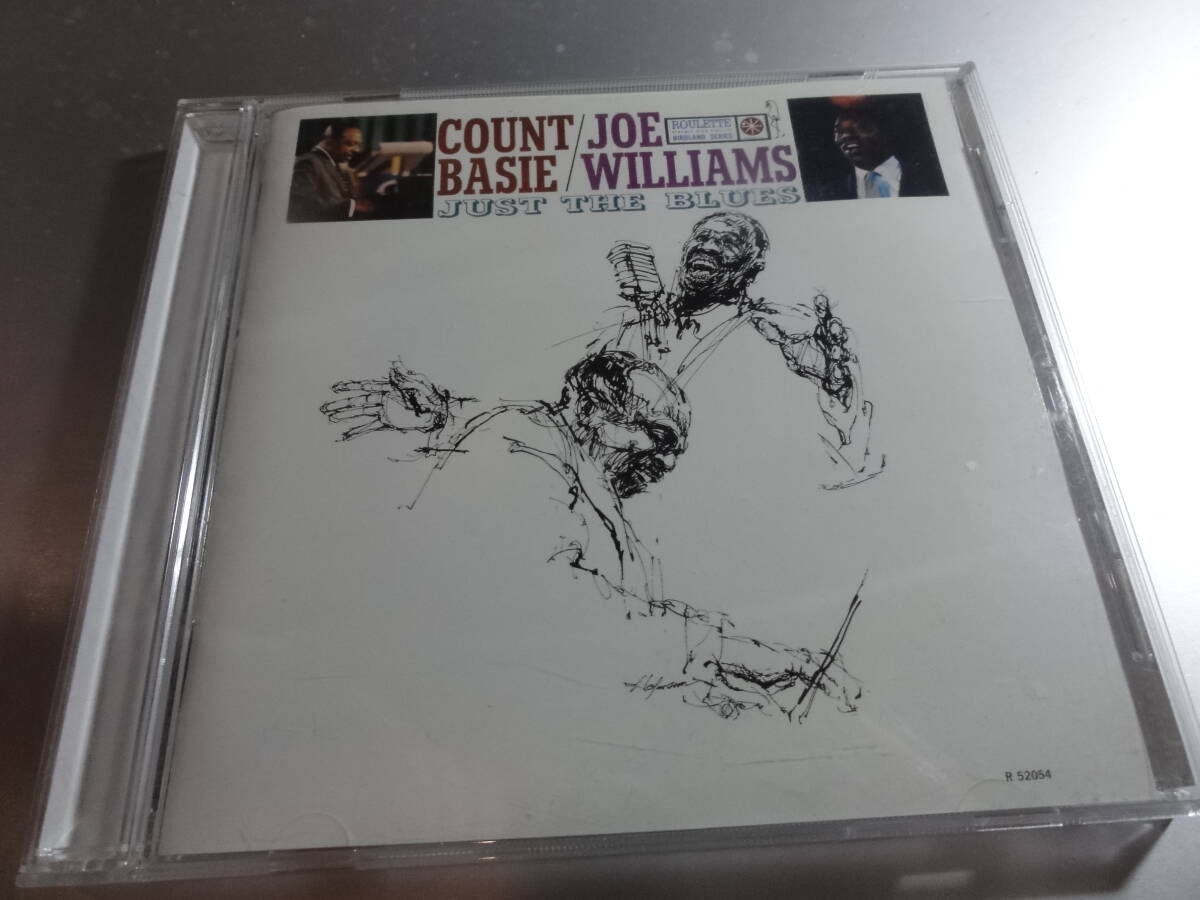 COUNT BASIE / JOE WILLIAMS
ROULETTE
BIRDLAND SERIES
JUST THE BLUES
R 52054